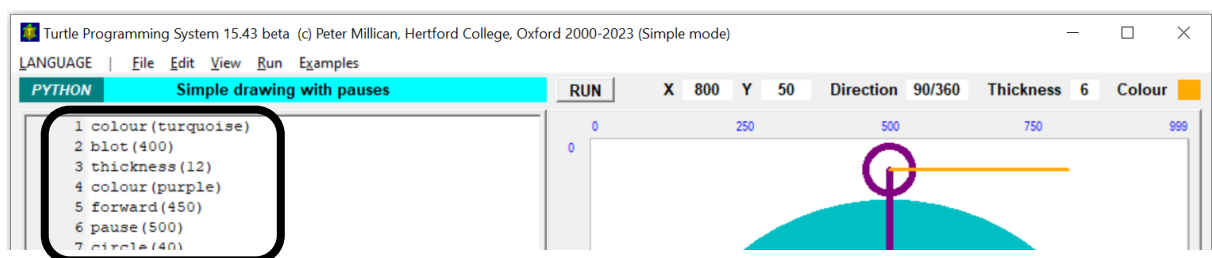 Turtle Programming System 15.43 beta (c) Peter Millican, Hertford College, Oxford 2000-2023 (Simple mode)
LANGUAGE | File Edit View Run Examples
PYTHON Simple drawing with pauses RUN X 800 Y 50 Direction 90/360 Thickness 6 Colour
0 250 500 750 999
0
1 colour(turquoise)
2 blot(400)
3 thickness(12)
4 colour(purple)
5 forward(450)
6 pause(500)
7 circle(40)